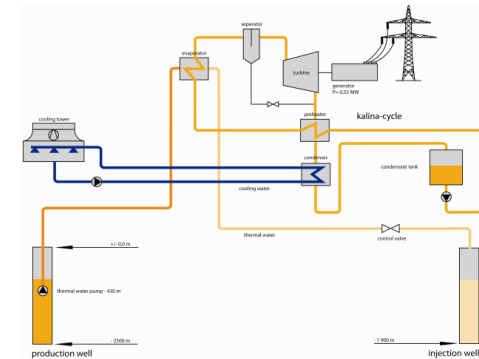 seperator
evaporator
turbine
generator
P= 0,55 MW
preheater
kalina-cycle
cooling tower
condenser
condensate tank
cooling water
thermal water
control valve
+/- 0,0 m
thermal water pump - 430 m
- 2500 m
production well
- 1 900 m
injection well